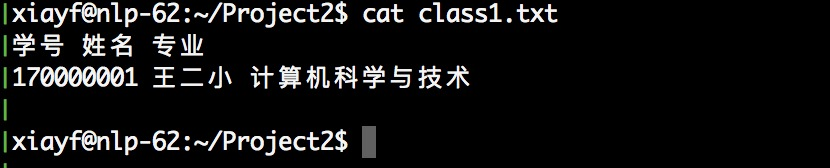 xiayf@nlp-62:~/Project2$ cat class1.txt
学号 姓名 专业
170000001 王二小 计算机科学与技术
xiayf@nlp-62:~/Project2$